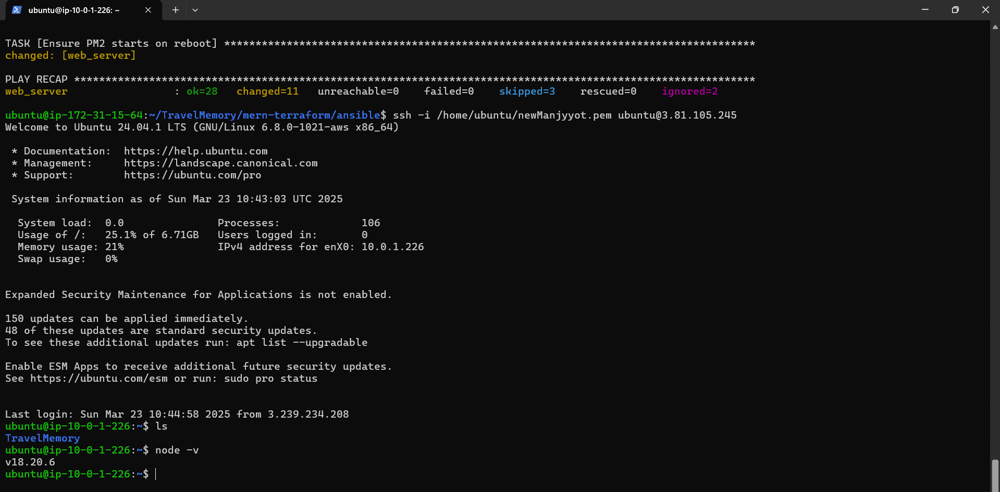 ubuntu@ip-10-0-1-226: ~
TASK [Ensure PM2 starts on reboot] *************************************************************************************
changed: [web_server]
PLAY RECAP *************************************************************************************************************
web_server                 : ok=28   changed=11   unreachable=0    failed=0    skipped=3    rescued=0    ignored=2
ubuntu@ip-172-31-15-64:~/TravelMemory/mern-terraform/ansible$ ssh -i /home/ubuntu/newManjyyot.pem ubuntu@3.81.105.245
Welcome to Ubuntu 24.04.1 LTS (GNU/Linux 6.8.0-1021-aws x86_64)
 * Documentation:  https://help.ubuntu.com
 * Management:     https://landscape.canonical.com
 * Support:        https://ubuntu.com/pro
 System information as of Sun Mar 23 10:43:03 UTC 2025
  System load:  0.0               Processes:             106
  Usage of /:   25.1% of 6.71GB   Users logged in:       0
  Memory usage: 21%               IPv4 address for enX0: 10.0.1.226
  Swap usage:   0%
Expanded Security Maintenance for Applications is not enabled.
150 updates can be applied immediately.
48 of these updates are standard security updates.
To see these additional updates run: apt list --upgradable
Enable ESM Apps to receive additional future security updates.
See https://ubuntu.com/esm or run: sudo pro status
Last login: Sun Mar 23 10:44:58 2025 from 3.239.234.208
ubuntu@ip-10-0-1-226:~$ ls
TravelMemory
ubuntu@ip-10-0-1-226:~$ node -v
v18.20.6
ubuntu@ip-10-0-1-226:~$